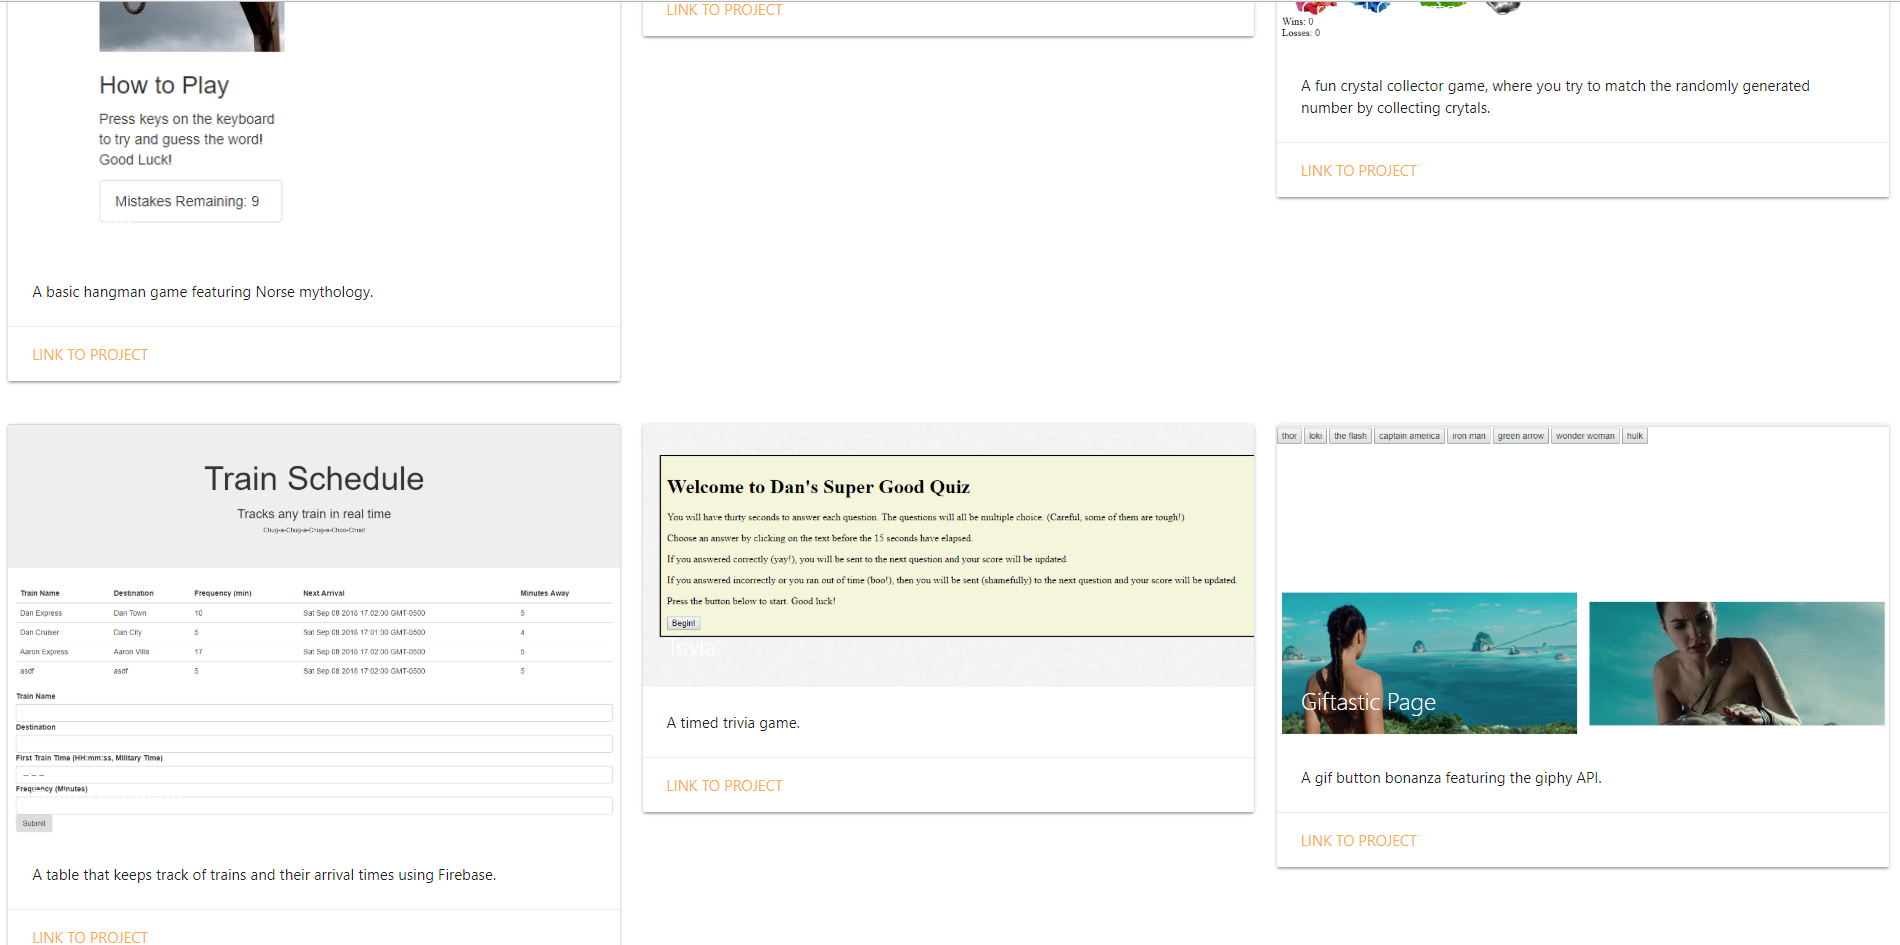 How to Play
Press keys on the keyboard
to try and guess the word!
Good Luck!
Mistakes Remaining: 9
A basic hangman game featuring Norse mythology.
LINK TO PROJECT
LINK TO PROJECT
Wins: 0
Losses: 0
A fun crystal collector game, where you try to match the randomly generated
number by collecting crytals.
LINK TO PROJECT
Train Schedule
Tracks any train in real time
Chug-a-Chug-a-Chug-a-Choo-Choo!
Train Name Destination Frequency (min) Next Arrival Minutes Away
Dan Express Dan Town 10 Sat Sep 08 2018 17:02:00 GMT-0500 5
Dan Cruiser Dan City 5 Sat Sep 08 2018 17:01:00 GMT-0500 4
Aaron Express Aaron Villa 17 Sat Sep 08 2018 17:02:00 GMT-0500 5
asdf asdf 5 Sat Sep 08 2018 17:02:00 GMT-0500 5
Train Name
Destination
First Train Time (HH:mm:ss, Military Time)
--:-- --
Frequency (Minutes)
Submit
A table that keeps track of trains and their arrival times using Firebase.
LINK TO PROJECT
Welcome to Dan's Super Good Quiz
You will have thirty seconds to answer each question. The questions will all be multiple choice. (Careful, some of them are tough!)
Choose an answer by clicking on the text before the 15 seconds have elapsed.
If you answered correctly (yay!), you will be sent to the next question and your score will be updated
If you answered incorrectly or you ran out of time (boo!), then you will be sent (shamefully) to the next question and your score will be updated.
Press the button below to start. Good luck!
Begin!
Trivia
A timed trivia game.
LINK TO PROJECT
thor loki the flash captain america iron man green arrow wonder woman hulk
Giftastic Page
A gif button bonanza featuring the giphy API.
LINK TO PROJECT